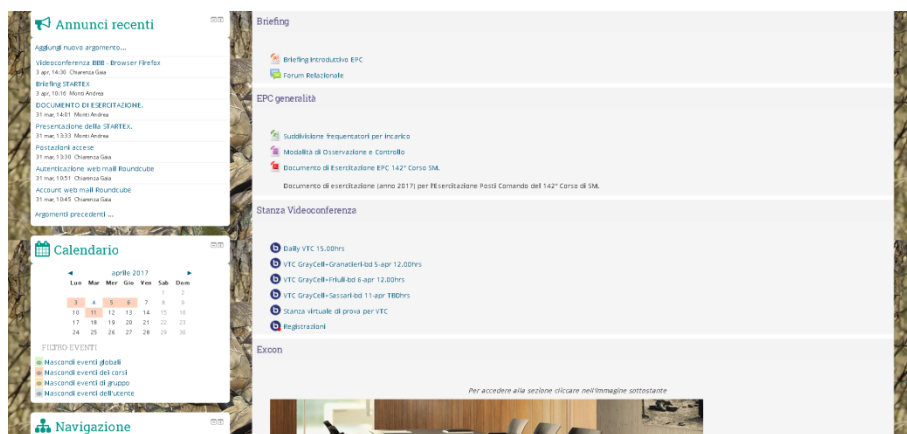 Annunci recenti
Aggiungi nuovo argomento...
Videoconferenza BBB - Browser Firefox
3 apr, 14:30 Chiarenza Gaia
Briefing STARTEX
3 apr, 10:16 Monti Andrea
DOCUMENTO DI ESERCITAZIONE.
31 mar, 14:01 Monti Andrea
Presentazione della STARTEX.
31 mar, 13:33 Monti Andrea
Postazioni accese
31 mar, 13:30 Chiarenza Gaia
Autenticazione web mail Roundcube
31 mar, 10:51 Chiarenza Gaia
Account web mail Roundcube
31 mar, 10:45 Chiarenza Gaia
Argomenti precedenti ...
Calendario
◄ aprile 2017 ►
Lun Mar Mer Gio Ven Sab Dom
1 2
3 4 5 6 7 8 9
10 11 12 13 14 15 16
17 18 19 20 21 22 23
24 25 26 27 28 29 30
FILTRO EVENTI
Nascondi eventi globali
Nascondi eventi dei corsi
Nascondi eventi di gruppo
Nascondi eventi dell'utente
Navigazione
Briefing
Briefing Introduttivo EPC
Forum Relazionale
EPC generalità
Suddivisione frequentatori per incarico
Modalità di Osservazione e Controllo
Documento di Esercitazione EPC 142° Corso SM.
Documento di esercitazione (anno 2017) per l'Esercitazione Posti Comando del 142° Corso di SM.
Stanza Videoconferenza
Daily VTC 15.00hrs
VTC GrayCell+Granatieri-bd 5-apr 12.00hrs
VTC GrayCell+Friuli-bd 6-apr 12.00hrs
VTC GrayCell+Sassari-bd 11-apr TBDhrs
Stanza virtuale di prova per VTC
Registrazioni
Excon
Per accedere alla sezione cliccare nell'immagine sottostante